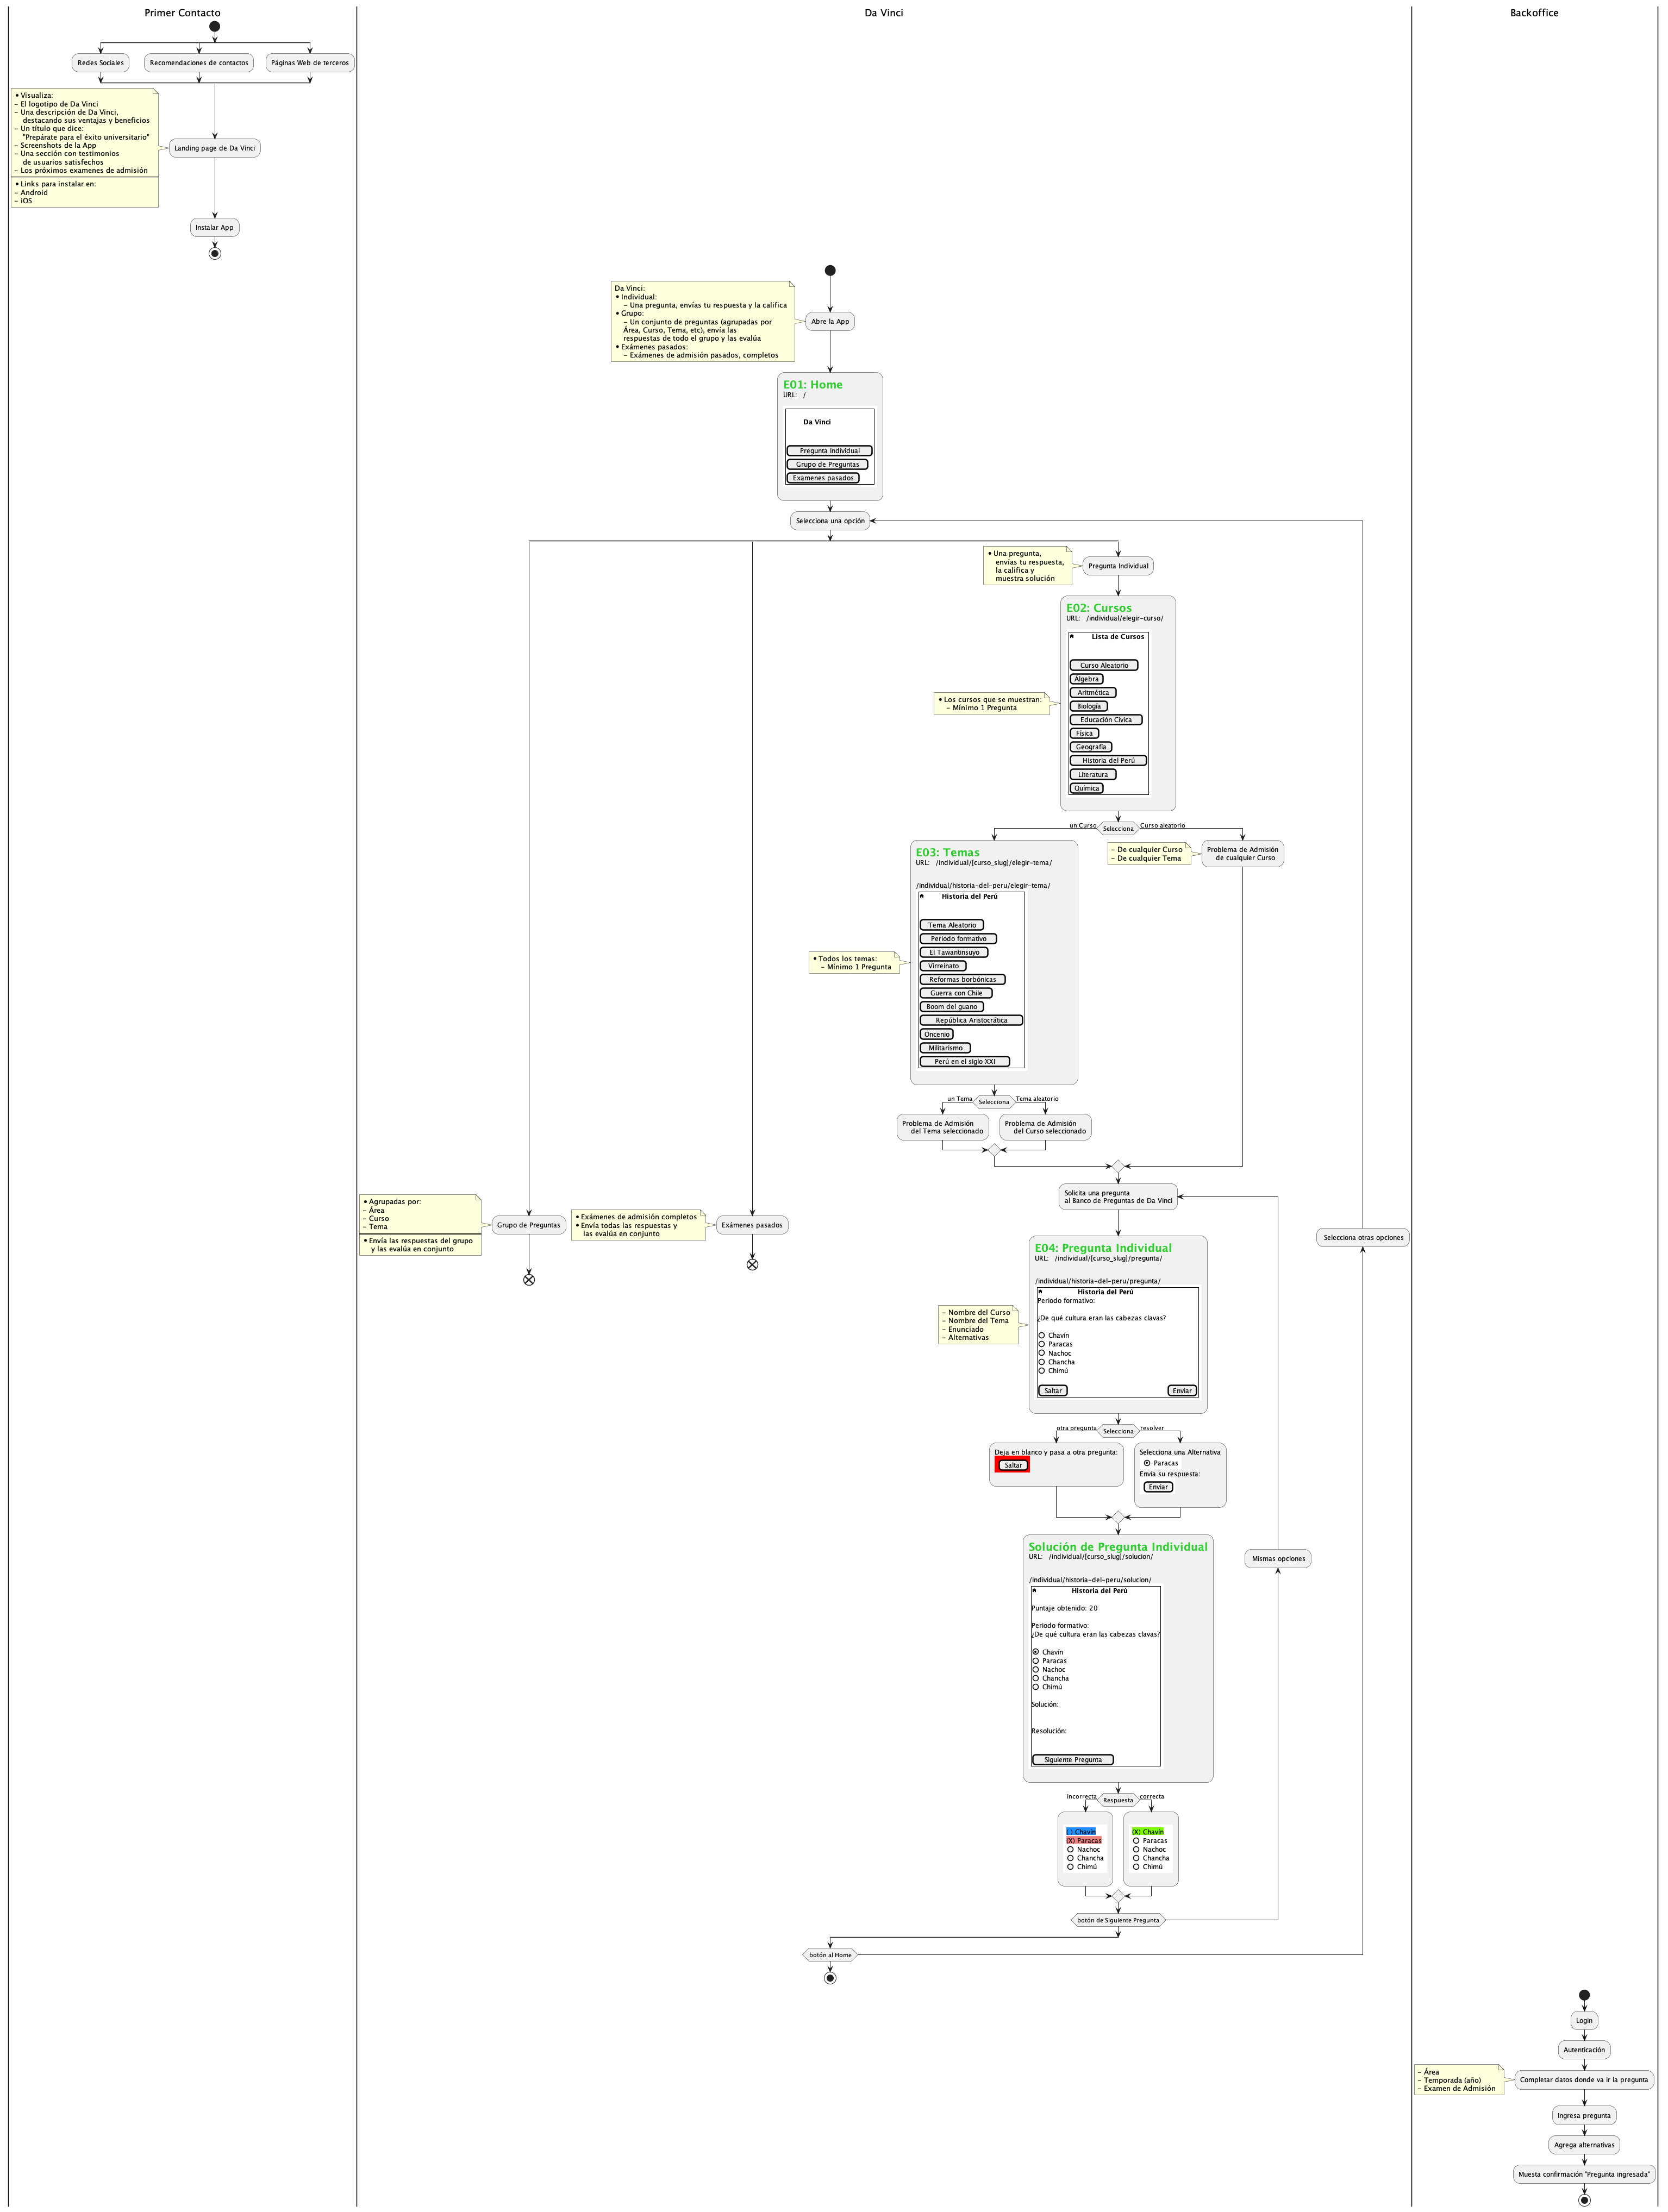 Primer Contacto
Da Vinci
Backoffice
Redes Sociales
Recomendaciones de contactos
Páginas Web de terceros
• Visualiza:
- El logotipo de Da Vinci
- Una descripción de Da Vinci,
destacando sus ventajas y beneficios
- Un título que dice:
"Prepárate para el éxito universitario"
- Screenshots de la App
- Una sección con testimonios
de usuarios satisfechos
- Los próximos examenes de admisión
• Links para instalar en:
- Android
- iOS
Landing page de Da Vinci
Instalar App
Da Vinci:
• Individual:
- Una pregunta, envías tu respuesta y la califica
• Grupo:
- Un conjunto de preguntas (agrupadas por
Área, Curso, Tema, etc), envía las
respuestas de todo el grupo y las evalúa
• Exámenes pasados:
- Exámenes de admisión pasados, completos
Abre la App
E01: Home
URL: /
Da Vinci
Pregunta Individual
Grupo de Preguntas
Examenes pasados
Selecciona una opción
• Una pregunta,
envías tu respuesta,
la califica y
muestra solución
Pregunta Individual
E02: Cursos
URL: /individual/elegir-curso/
Lista de Cursos
Curso Aleatorio
Álgebra
Aritmética
Biología
Educación Cívica
Física
Geografía
Historia del Perú
Literatura
Química
• Los cursos que se muestran:
- Mínimo 1 Pregunta
un Curso
Selecciona
Curso aleatorio
E03: Temas
URL: /individual/[curso_slug]/elegir-tema/
/individual/historia-del-peru/elegir-tema/
Historia del Perú
Tema Aleatorio
Periodo formativo
El Tawantinsuyo
Virreinato
Reformas borbónicas
Guerra con Chile
Boom del guano
República Aristocrática
Oncenio
Militarismo
Perú en el siglo XXI
• Todos los temas:
- Mínimo 1 Pregunta
- De cualquier Curso
- De cualquier Tema
Problema de Admisión
de cualquier Curso
un Tema
Selecciona
Tema aleatorio
Problema de Admisión
del Tema seleccionado
Problema de Admisión
del Curso seleccionado
Solicita una pregunta
al Banco de Preguntas de Da Vinci
• Agrupadas por:
- Área
- Curso
- Tema
• Envía las respuestas del grupo
y las evalúa en conjunto
Grupo de Preguntas
• Exámenes de admisión completos
• Envía todas las respuestas y
las evalúa en conjunto
Exámenes pasados
Selecciona otras opciones
E04: Pregunta Individual
URL: /individual/[curso_slug]/pregunta/
/individual/historia-del-peru/pregunta/
Historia del Perú
Periodo formativo:
¿De qué cultura eran las cabezas clavas?
Chavín
Paracas
Nachoc
Chancha
Chimú
Saltar
Enviar
- Nombre del Curso
- Nombre del Tema
- Enunciado
- Alternativas
otra pregunta
Selecciona
resolver
Deja en blanco y pasa a otra pregunta:
Saltar
Selecciona una Alternativa
Paracas
Envía su respuesta:
Enviar
Solución de Pregunta Individual
URL: /individual/[curso_slug]/solucion/
/individual/historia-del-peru/solucion/
Historia del Perú
Puntaje obtenido: 20
Periodo formativo:
¿De qué cultura eran las cabezas clavas?
Chavín
Paracas
Nachoc
Chancha
Chimú
Solución:
Resolución:
Siguiente Pregunta
Mismas opciones
incorrecta
Respuesta
correcta
( ) Chavín
(X) Paracas
Nachoc
Chancha
Chimú
(X) Chavín
Paracas
Nachoc
Chancha
Chimú
botón de Siguiente Pregunta
botón al Home
Login
Autenticación
- Área
- Temporada (año)
- Examen de Admisión
Completar datos donde va ir la pregunta
Ingresa pregunta
Agrega alternativas
Muesta confirmación "Pregunta ingresada"